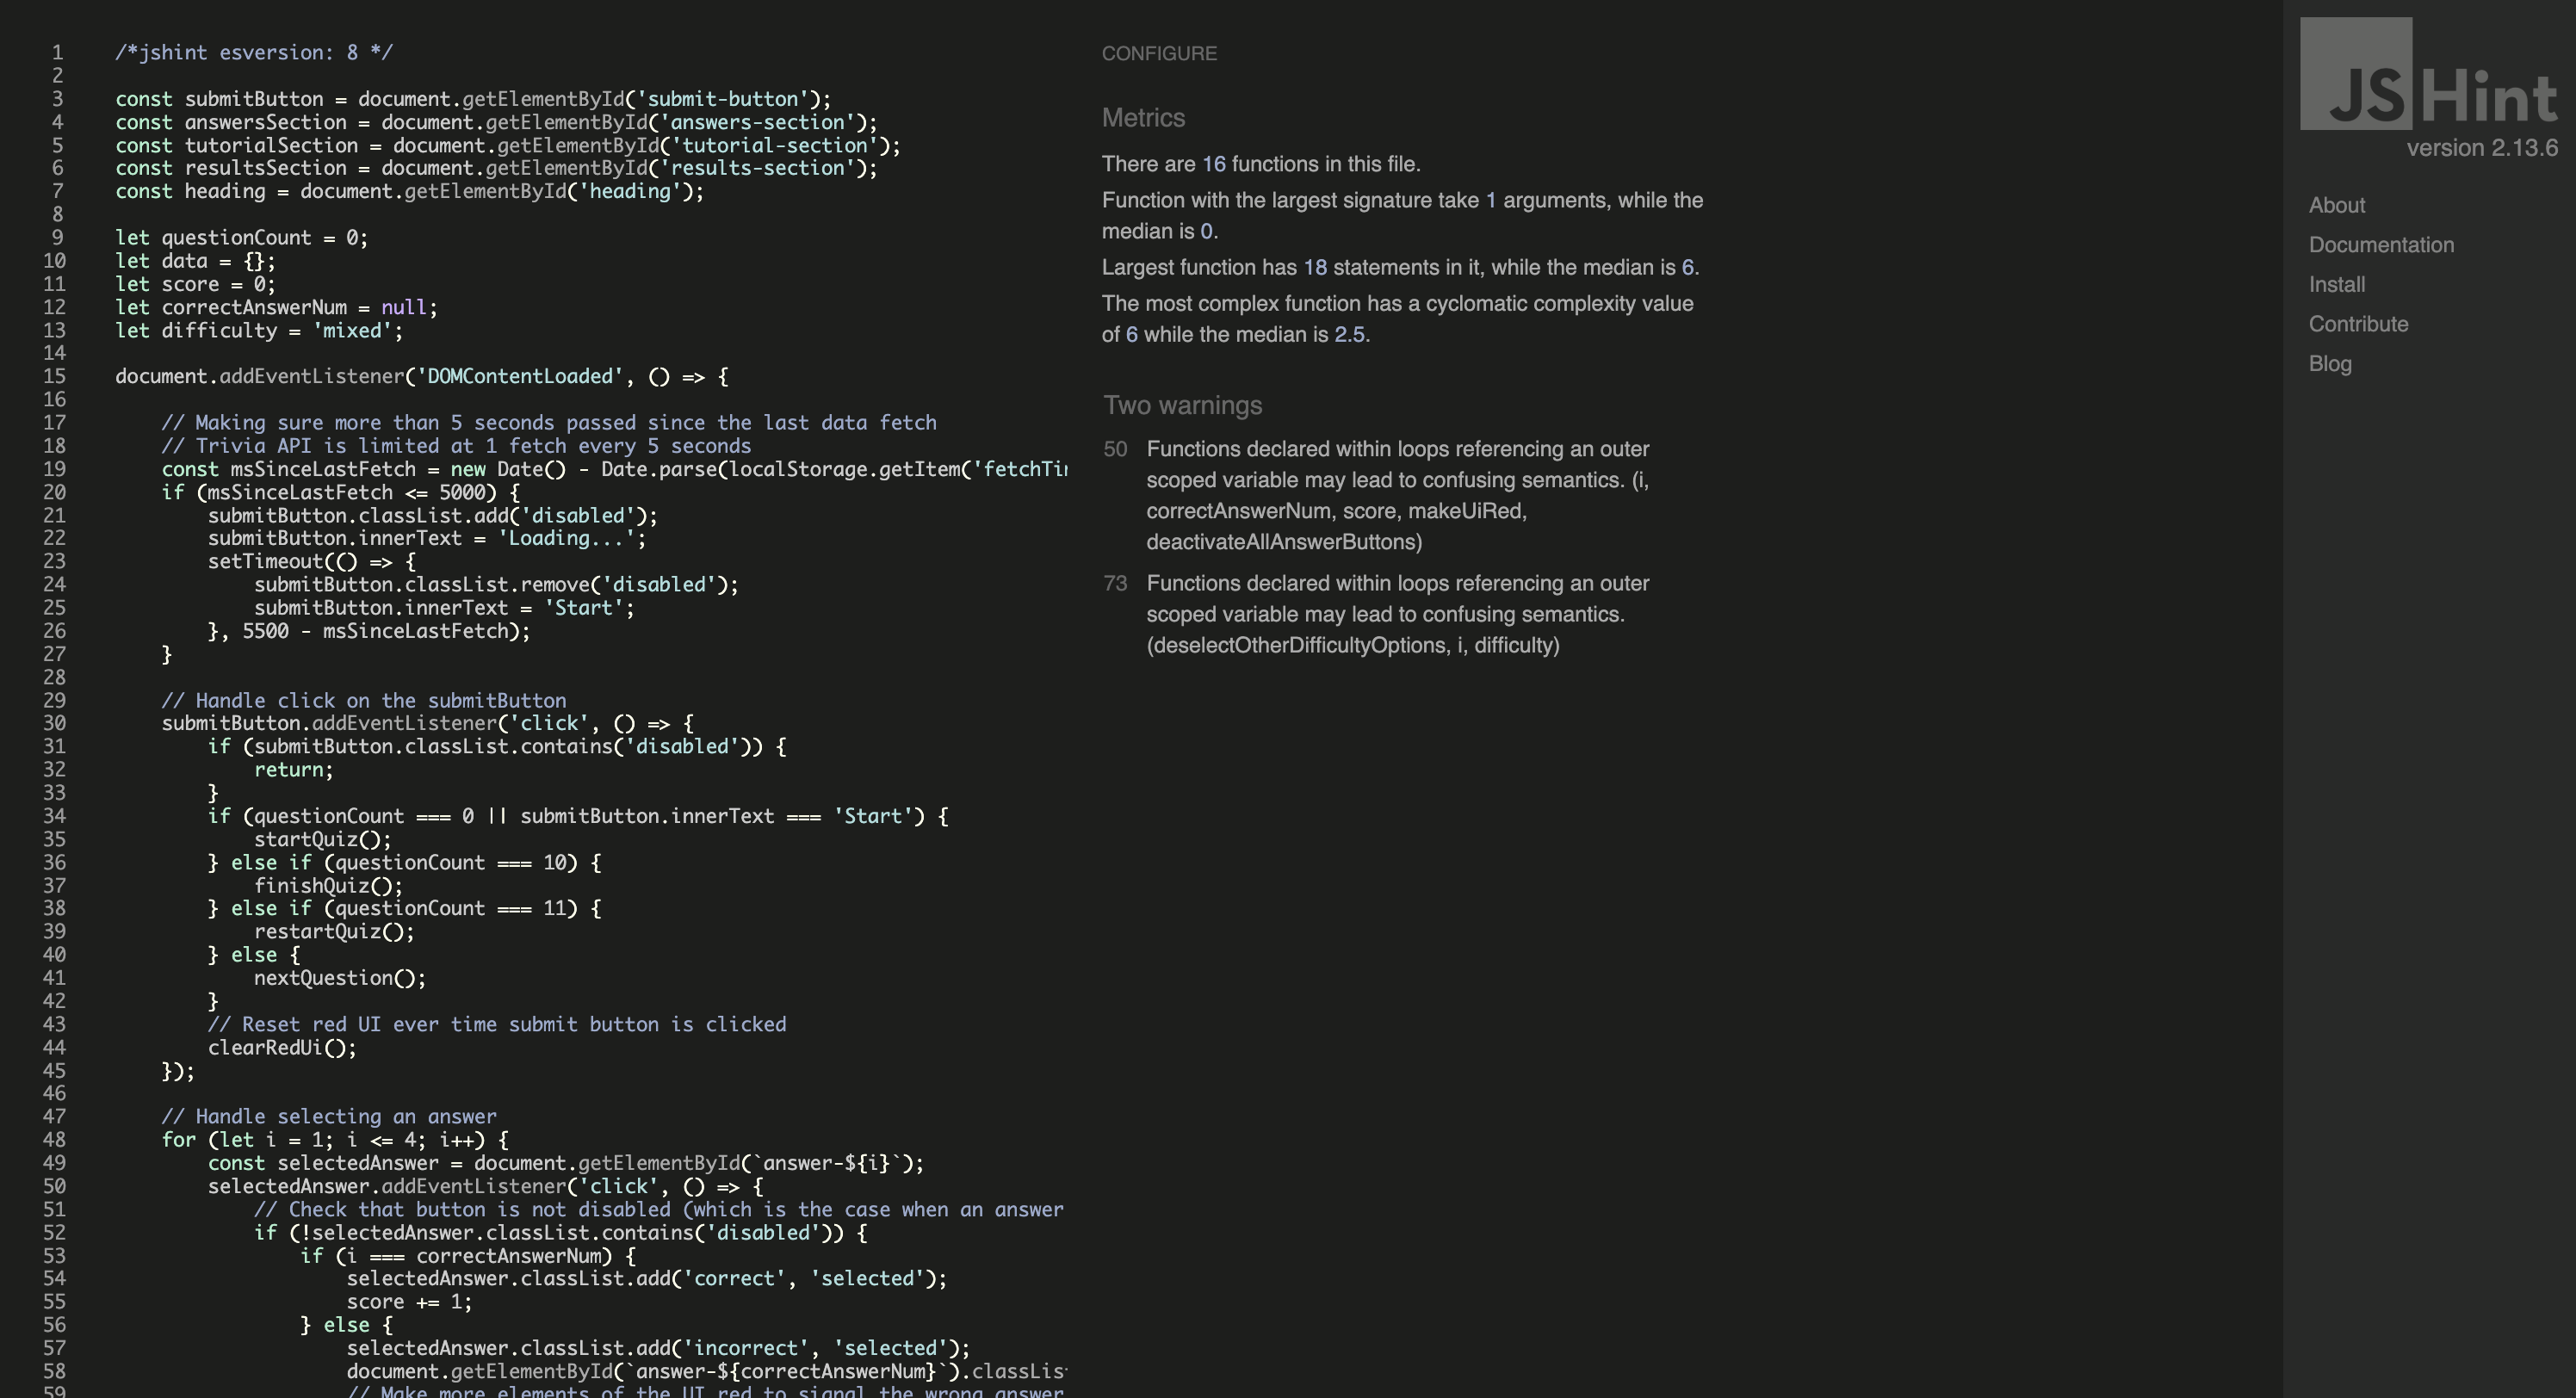 1 /*jshint esversion: 8 */
2
3 const submitButton = document.getElementById('submit-button');
4 const answersSection = document.getElementById('answers-section');
5 const tutorialSection = document.getElementById('tutorial-section');
6 const resultsSection = document.getElementById('results-section');
7 const heading = document.getElementById('heading');
8
9 let questionCount = 0;
10 let data = {};
11 let score = 0;
12 let correctAnswerNum = null;
13 let difficulty = 'mixed';
14
15 document.addEventListener('DOMContentLoaded', () => {
16
17 // Making sure more than 5 seconds passed since the last data fetch
18 // Trivia API is limited at 1 fetch every 5 seconds
19 const msSinceLastFetch = new Date() - Date.parse(localStorage.getItem('fetchTi
20 if (msSinceLastFetch <= 5000) {
21 submitButton.classList.add('disabled');
22 submitButton.innerText = 'Loading...';
23 setTimeout(() => {
24 submitButton.classList.remove('disabled');
25 submitButton.innerText = 'Start';
26 }, 5500 - msSinceLastFetch);
27 }
28
29 // Handle click on the submitButton
30 submitButton.addEventListener('click', () => {
31 if (submitButton.classList.contains('disabled')) {
32 return;
33 }
34 if (questionCount === 0 || submitButton.innerText === 'Start') {
35 startQuiz();
36 } else if (questionCount === 10) {
37 finishQuiz();
38 } else if (questionCount === 11) {
39 restartQuiz();
40 } else {
41 nextQuestion();
42 }
43 // Reset red UI ever time submit button is clicked
44 clearRedUi();
45 });
46
47 // Handle selecting an answer
48 for (let i = 1; i <= 4; i++) {
49 const selectedAnswer = document.getElementById(`answer-${i}`);
50 selectedAnswer.addEventListener('click', () => {
51 // Check that button is not disabled (which is the case when an answer
52 if (!selectedAnswer.classList.contains('disabled')) {
53 if (i === correctAnswerNum) {
54 selectedAnswer.classList.add('correct', 'selected');
55 score += 1;
56 } else {
57 selectedAnswer.classList.add('incorrect', 'selected');
58 document.getElementById(`answer-${correctAnswerNum}`).classLis
59 // Make more elements of the UI red to signal the wrong answer
CONFIGURE
Metrics
There are 16 functions in this file.
Function with the largest signature take 1 arguments, while the
median is 0.
Largest function has 18 statements in it, while the median is 6.
The most complex function has a cyclomatic complexity value
of 6 while the median is 2.5.
Two warnings
50 Functions declared within loops referencing an outer
scoped variable may lead to confusing semantics. (i,
correctAnswerNum, score, makeUiRed,
deactivateAllAnswerButtons)
73 Functions declared within loops referencing an outer
scoped variable may lead to confusing semantics.
(deselectOtherDifficultyOptions, i, difficulty)
JSHint
version 2.13.6
About
Documentation
Install
Contribute
Blog